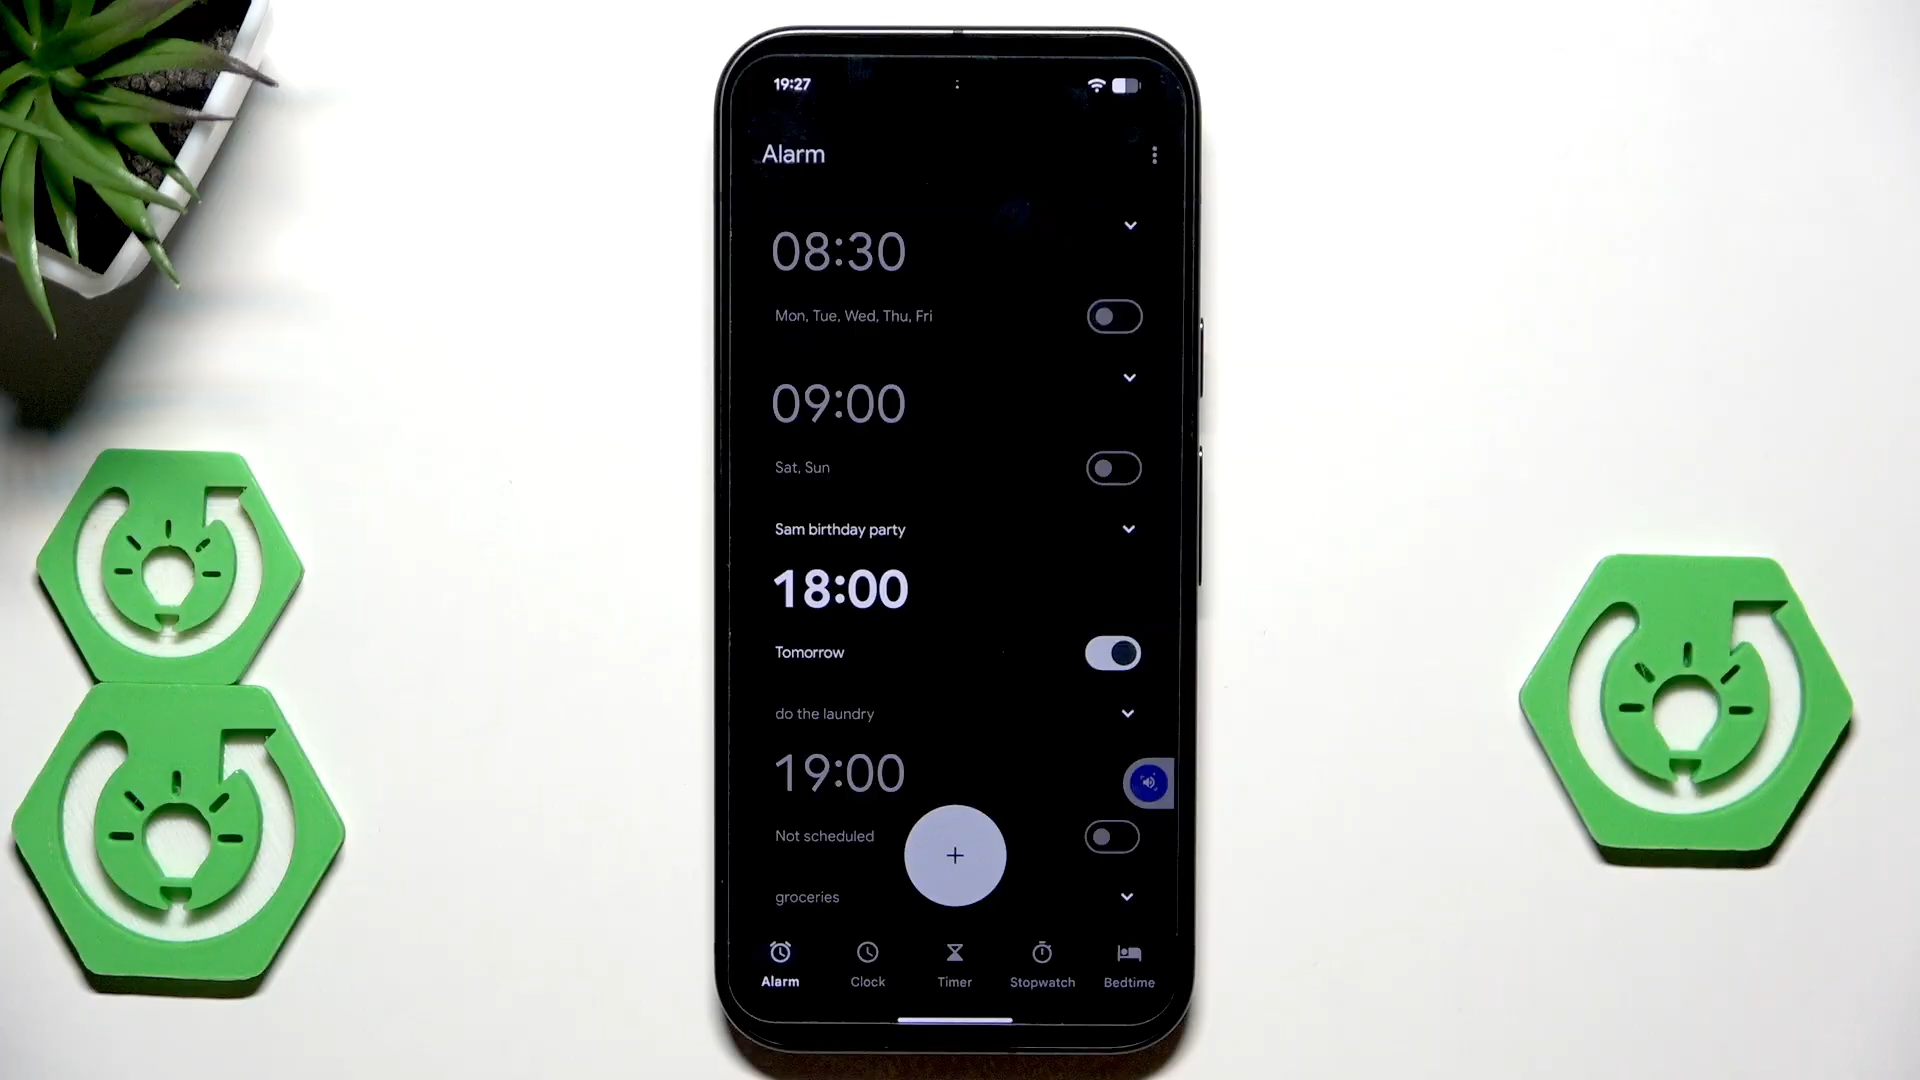 19:27
Alarm
08:30
Mon, Tue, Wed, Thu, Fri
09:00
Sat, Sun
Sam birthday party
18:00
Tomorrow
do the laundry
19:00
Not scheduled
+
groceries
Alarm Clock Timer Stopwatch Bedtime